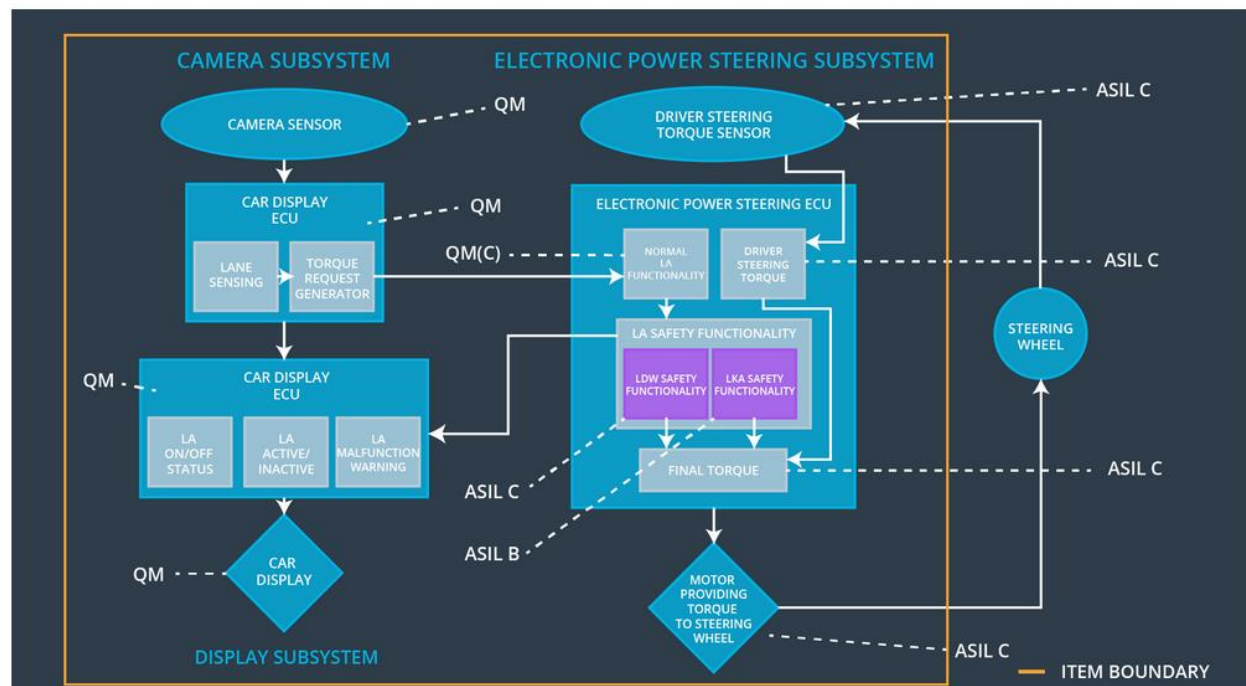 CAMERA SUBSYSTEM
ELECTRONIC POWER STEERING SUBSYSTEM
QM
CAMERA SENSOR
DRIVER STEERING
TORQUE SENSOR
ASIL C
CAR DISPLAY
ECU
QM
LANE
SENSING
TORQUE
REQUEST
GENERATOR
QM(C)
ELECTRONIC POWER STEERING ECU
NORMAL
LA
FUNCTIONALITY
DRIVER
STEERING
TORQUE
ASIL C
LA SAFETY FUNCTIONALITY
LDW SAFETY
FUNCTIONALITY
LKA SAFETY
FUNCTIONALITY
STEERING
WHEEL
QM
CAR DISPLAY
ECU
LA
ON/OFF
STATUS
LA
ACTIVE/
INACTIVE
LA
MALFUNCTION
WARNING
FINAL TORQUE
ASIL C
ASIL C
ASIL B
QM
CAR
DISPLAY
MOTOR
PROVIDING
TORQUE
TO STEERING
WHEEL
ASIL C
DISPLAY SUBSYSTEM
ITEM BOUNDARY